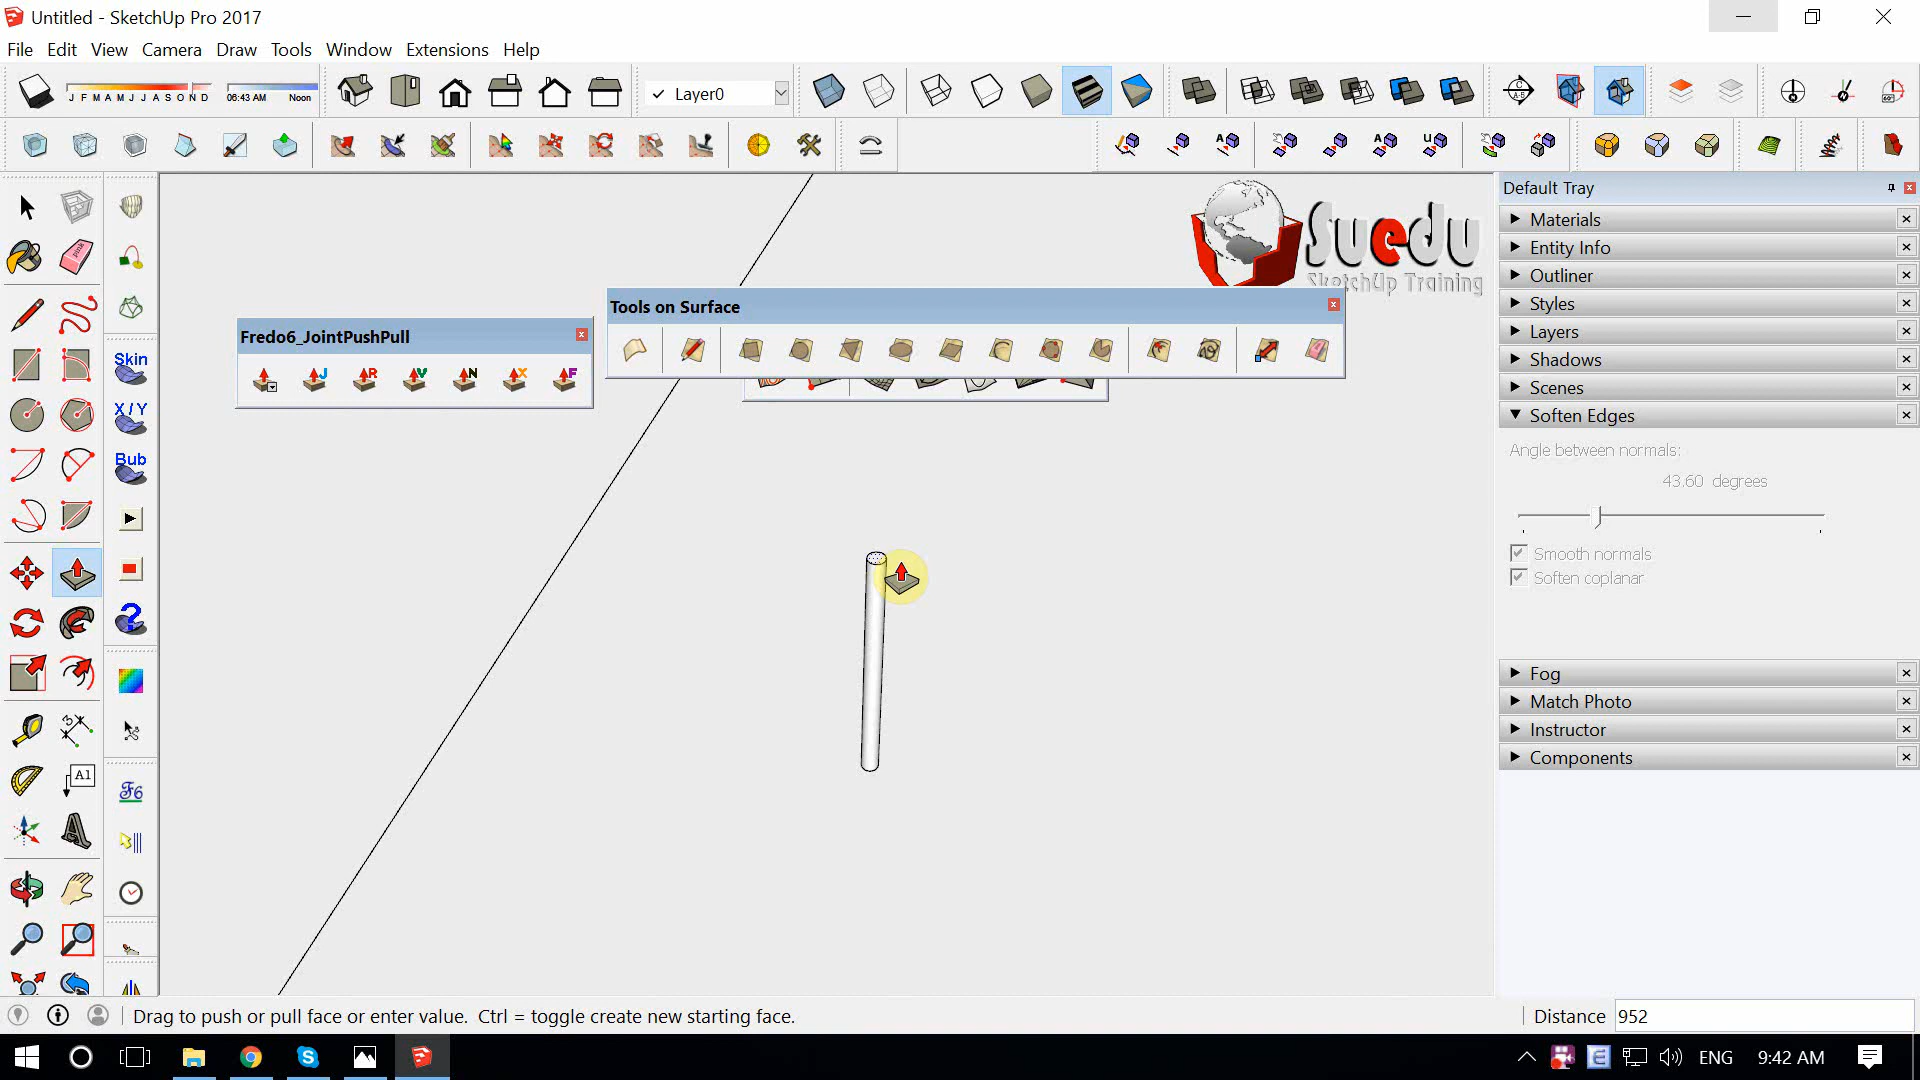 Untitled - SketchUp Pro 2017
File Edit View Camera Draw Tools Window Extensions Help
J F M A M J J A S O N D
06:43 AM Noon
Layer0
Default Tray
Materials
Entity Info
Outliner
Styles
Layers
Shadows
Scenes
Soften Edges
Angle between normals:
43.60 degrees
Smooth normals
Soften coplanar
Fog
Match Photo
Instructor
Components
Suedu
SketchUp Training
Tools on Surface
Fredo6_JointPushPull
J R V N X F
Skin
X/Y
Bub
A1
F6
Drag to push or pull face or enter value. Ctrl = toggle create new starting face.
Distance 952
ENG 9:42 AM